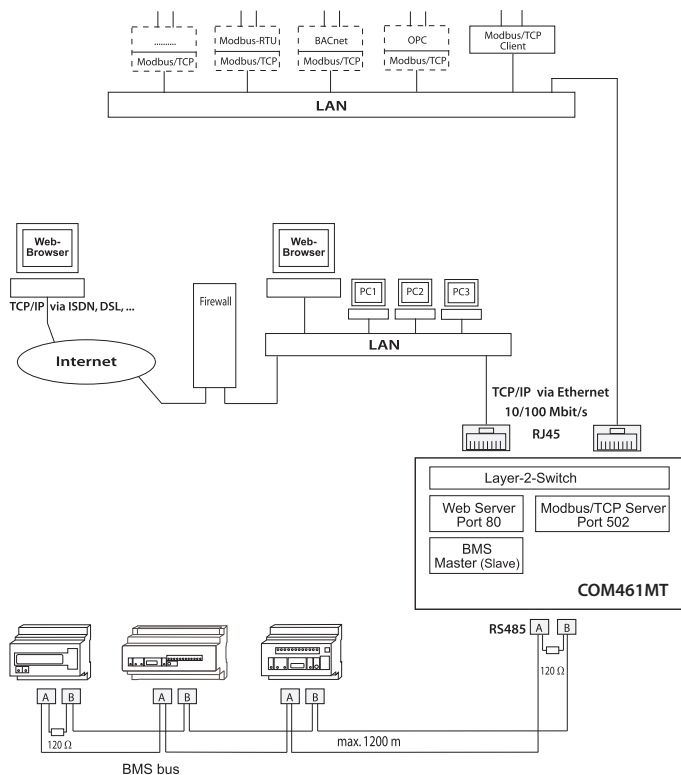 ..........
Modbus/TCP
Modbus-RTU
Modbus/TCP
BACnet
Modbus/TCP
OPC
Modbus/TCP
Modbus/TCP
Client
LAN
Web-
Browser
TCP/IP via ISDN, DSL, ...
Internet
Firewall
Web-
Browser
PC1
PC2
PC3
LAN
TCP/IP via Ethernet
10/100 Mbit/s
RJ45
Layer-2-Switch
Web Server
Port 80
Modbus/TCP Server
Port 502
BMS
Master (Slave)
COM461MT
RS485
A
B
120 Ω
A
B
A
B
A
B
120 Ω
max. 1200 m
BMS bus